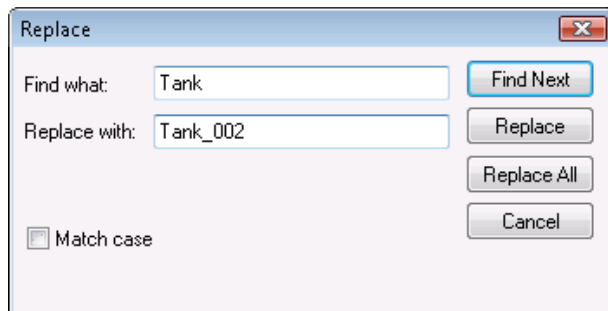 Replace
Find what: Tank Find Next
Replace with: Tank_002 Replace
Replace All
Cancel
Match case